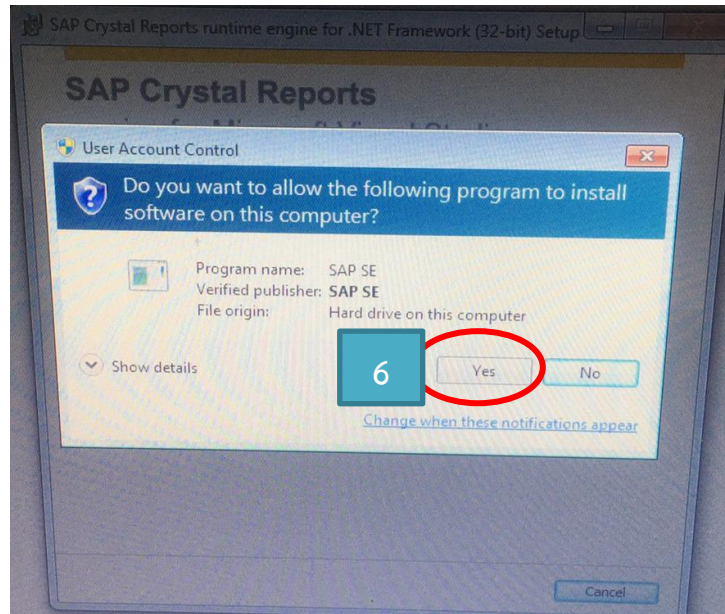 SAP Crystal Reports runtime engine for .NET Framework (32-bit) Setup
SAP Crystal Reports
User Account Control
Do you want to allow the following program to install
software on this computer?
Program name: SAP SE
Verified publisher: SAP SE
File origin: Hard drive on this computer
Show details
6
Yes
No
Change when these notifications appear
Cancel